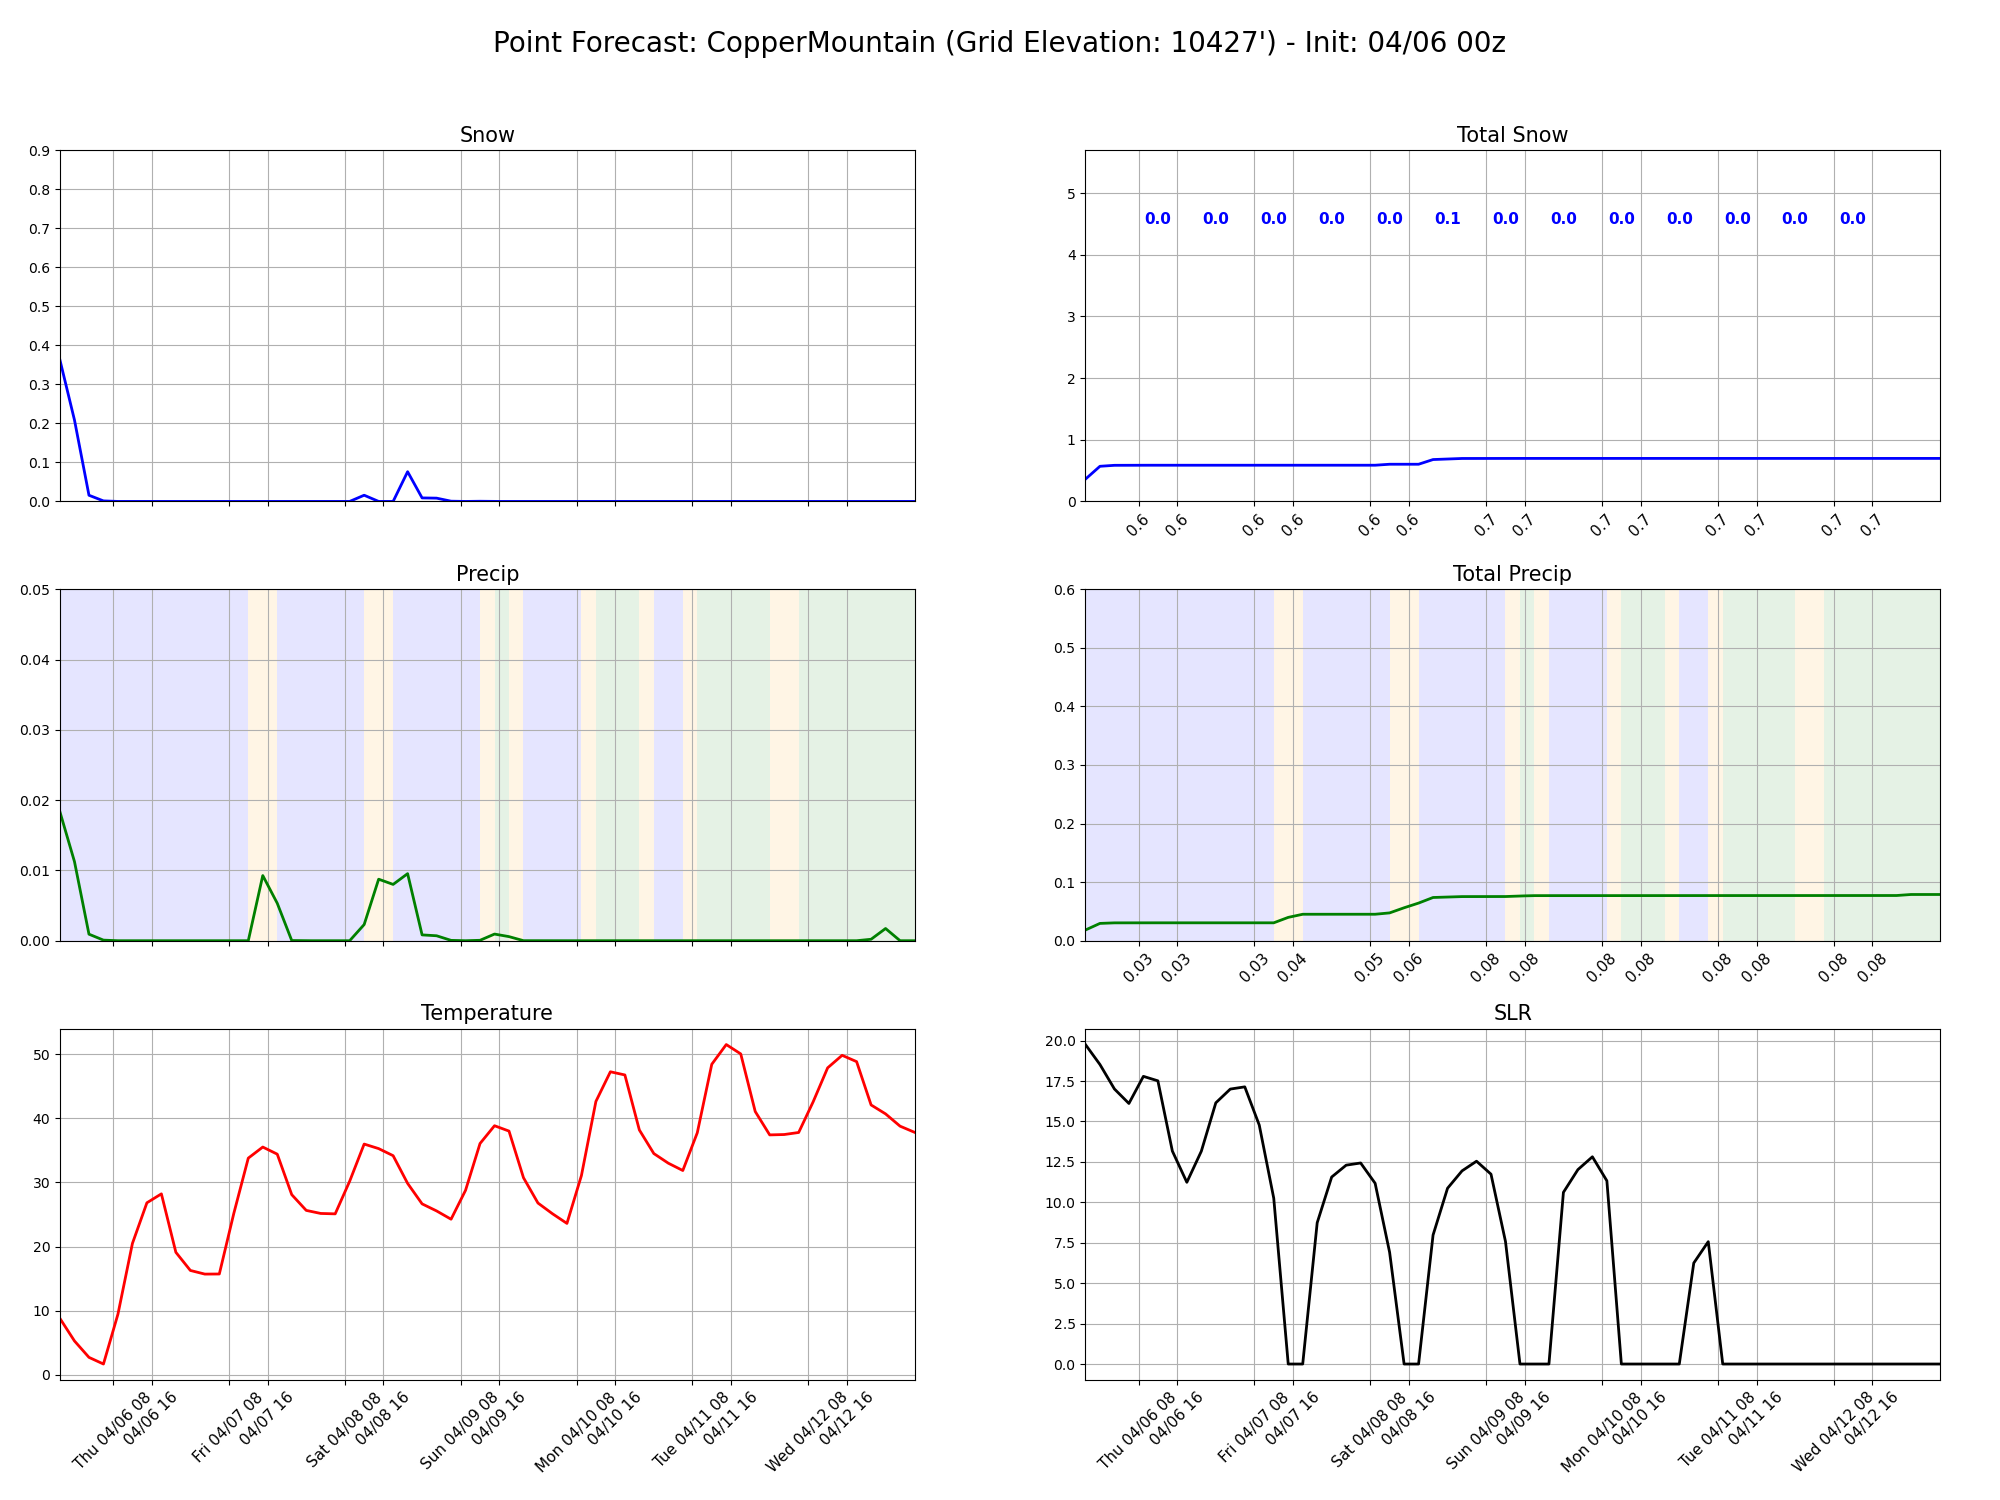 Point Forecast: CopperMountain (Grid Elevation: 10427') - Init: 04/06 00z
Snow
0.9
0.8
0.7
0.6
0.5
0.4
0.3
0.2
0.1
0.0
Total Snow
5
4
3
2
1
0
0.0 0.0 0.0 0.0 0.0 0.1 0.0 0.0 0.0 0.0 0.0 0.0 0.0
0.6 0.6 0.6 0.6 0.6 0.6 0.7 0.7 0.7 0.7 0.7 0.7 0.7 0.7
Precip
0.05
0.04
0.03
0.02
0.01
0.00
Total Precip
0.6
0.5
0.4
0.3
0.2
0.1
0.0
0.03 0.03 0.03 0.04 0.05 0.06 0.08 0.08 0.08 0.08 0.08 0.08 0.08 0.08
Temperature
50
40
30
20
10
0
Thu 04/06 08
04/06 16
Fri 04/07 08
04/07 16
Sat 04/08 08
04/08 16
Sun 04/09 08
04/09 16
Mon 04/10 08
04/10 16
Tue 04/11 08
04/11 16
Wed 04/12 08
04/12 16
SLR
20.0
17.5
15.0
12.5
10.0
7.5
5.0
2.5
0.0
Thu 04/06 08
04/06 16
Fri 04/07 08
04/07 16
Sat 04/08 08
04/08 16
Sun 04/09 08
04/09 16
Mon 04/10 08
04/10 16
Tue 04/11 08
04/11 16
Wed 04/12 08
04/12 16